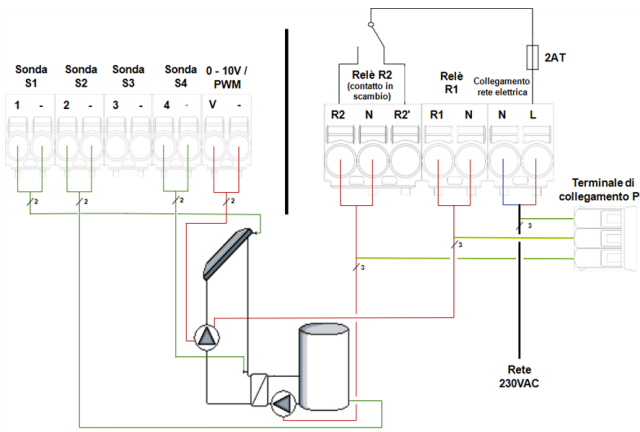 2AT
Sonda S1
Sonda S2
Sonda S3
Sonda S4
0 - 10V / PWM
Relè R2
(contatto in scambio)
Relè R1
Collegamento rete elettrica
1 - 2 - 3 - 4 - V -
R2 N R2' R1 N N L
2 2 2 2
Terminale di
collegamento P
3
3
3
Rete
230VAC